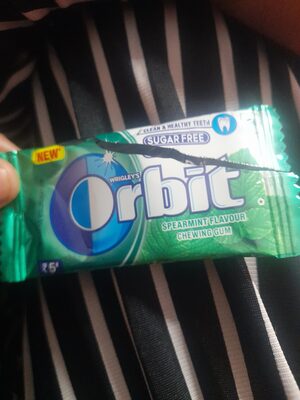 CLEAN & HEALTHY TEETH
SUGAR FREE
NEW*
WRIGLEY'S
Orbit
SPEARMINT FLAVOUR
CHEWING GUM
₹5